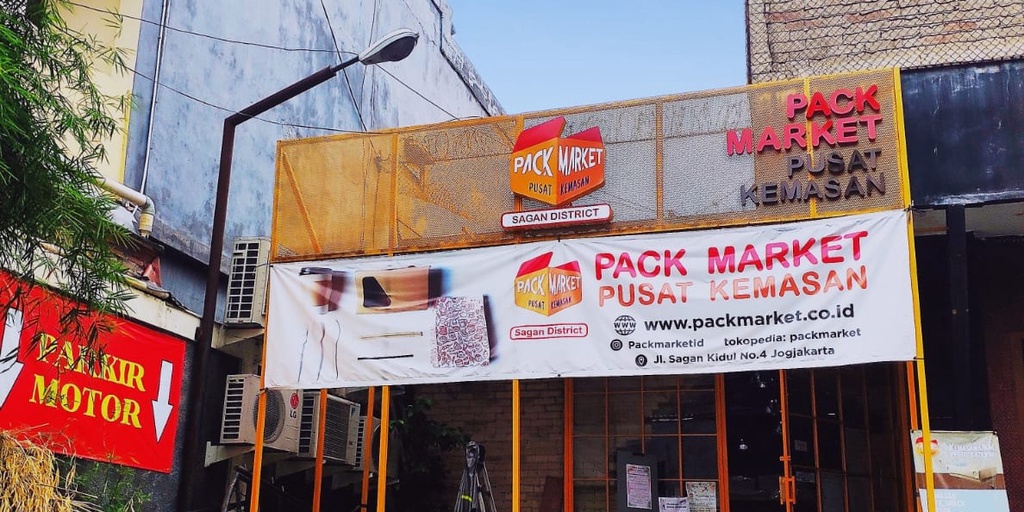 PACK
MARKET
PUSAT
KEMASAN
PACK MARKET
PUSAT KEMASAN
SAGAN DISTRICT
PACK MARKET
PUSAT KEMASAN
PACK MARKET
PUSAT KEMASAN
Sagan District
www.packmarket.co.id
Packmarketid tokopedia: packmarket
Jl. Sagan Kidul No.4 Jogjakarta
PARKIR
MOTOR
LG